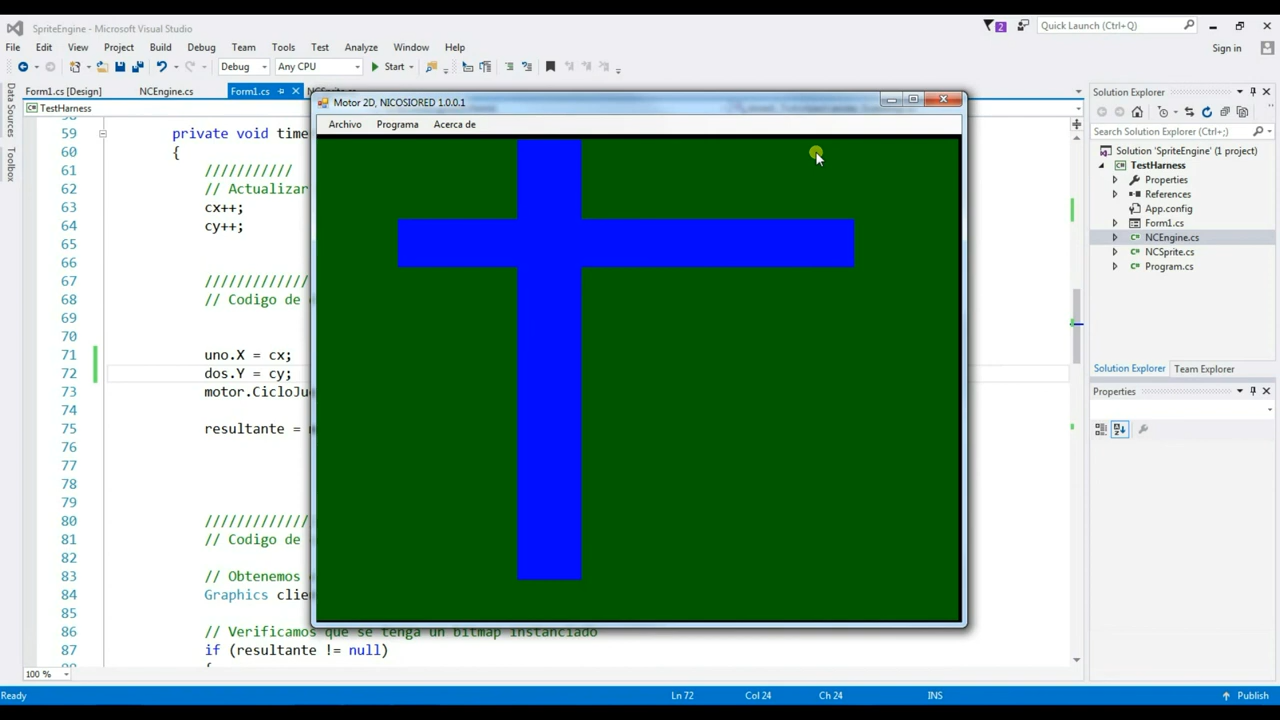 SpriteEngine - Microsoft Visual Studio
2
Quick Launch (Ctrl+Q)
File Edit View Project Build Debug Team Tools Test Analyze Window Help
Sign in
Debug Any CPU Start
Data Sources
Toolbox
Form1.cs [Design] NCEngine.cs Form1.cs
TestHarness
59 private void time
60 {
61 ///////////
62 // Actualizar
63 cx++;
64 cy++;
65
66
67 /////////////
68 // Codigo de
69
70
71 uno.X = cx;
72 dos.Y = cy;
73 motor.CicloJu
74
75 resultante =
76
77
78
79
80 /////////////
81 // Codigo de
82
83 // Obtenemos
84 Graphics clie
85
86 // Verificamos que se tenga un bitmap instanciado
87 if (resultante != null)
100 %
Motor 2D, NICOSIORED 1.0.0.1
Archivo Programa Acerca de
Solution Explorer
Search Solution Explorer (Ctrl+;)
Solution 'SpriteEngine' (1 project)
TestHarness
Properties
References
App.config
Form1.cs
NCEngine.cs
NCSprite.cs
Program.cs
Solution Explorer Team Explorer
Properties
Ready Ln 72 Col 24 Ch 24 INS Publish